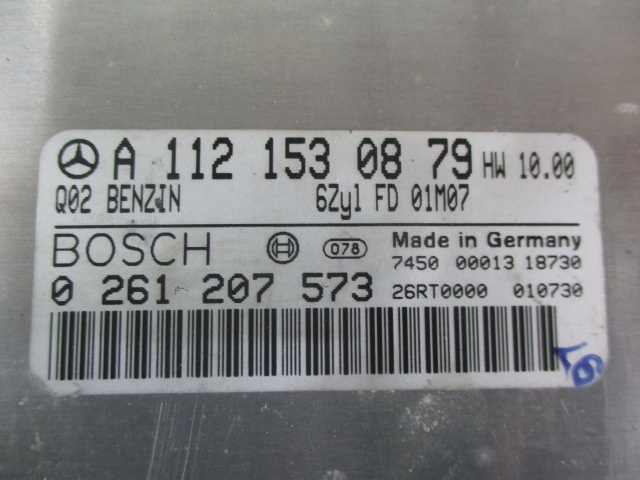 A 112 153 08 79 HW 10.00
Q02 BENZIN 6Zyl FD 01M07
BOSCH 078 Made in Germany
7450 00013 18730
0 261 207 573 26RT0000 010730